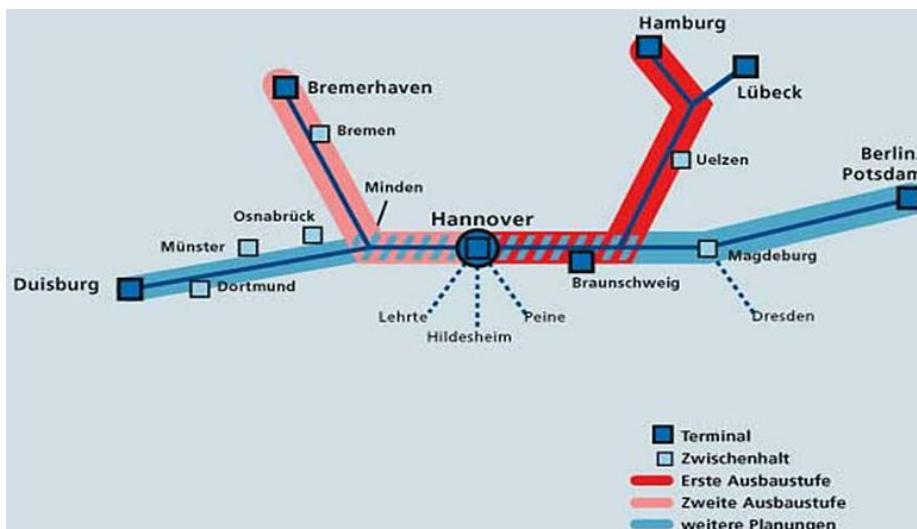 Hamburg
Bremerhaven
Lübeck
Bremen
Uelzen
Berlin/
Potsdam
Minden
Osnabrück
Hannover
Münster
Magdeburg
Duisburg
Dortmund
Braunschweig
Lehrte
Peine
Dresden
Hildesheim
Terminal
Zwischenhalt
Erste Ausbaustufe
Zweite Ausbaustufe
weitere Planungen